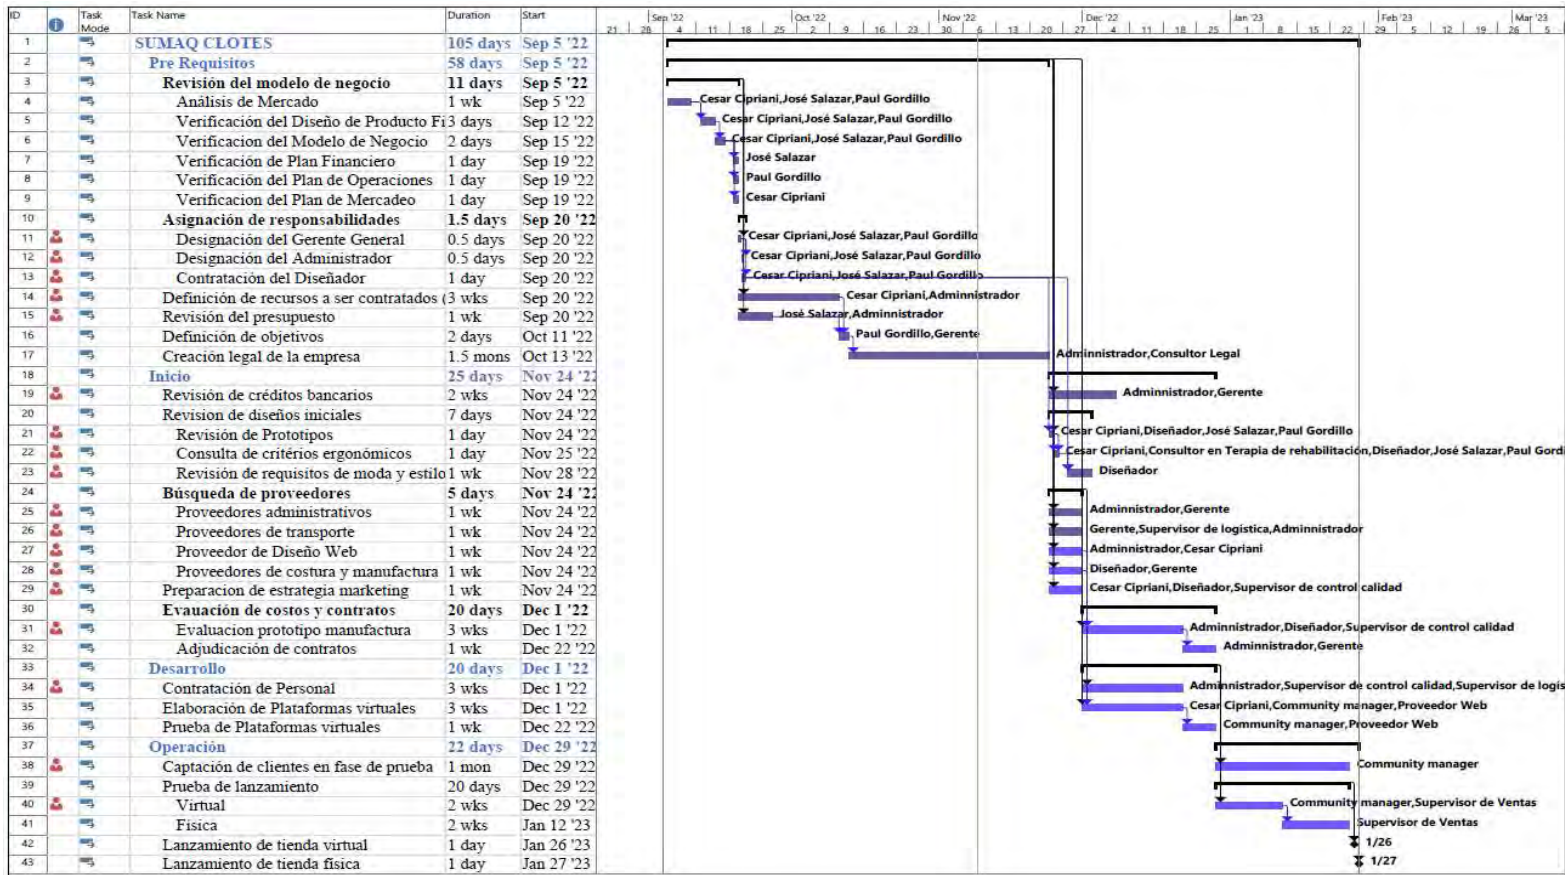 ID Task Mode Task Name Duration Start Sep '22 Oct '22 Nov '22 Dec '22 Jan '23 Feb '23 Mar '23
21 28 4 11 18 25 2 9 16 23 30 6 13 20 27 4 11 18 25 1 8 15 22 29 5 12 19 26 5
1 SUMAQ CLOTES 105 days Sep 5 '22
2 Pre Requisitos 58 days Sep 5 '22
3 Revisión del modelo de negocio 11 days Sep 5 '22
4 Análisis de Mercado 1 wk Sep 5 '22 Cesar Cipriani,José Salazar,Paul Gordillo
5 Verificación del Diseño de Producto Fi 3 days Sep 12 '22 Cesar Cipriani,José Salazar,Paul Gordillo
6 Verificacion del Modelo de Negocio 2 days Sep 15 '22 Cesar Cipriani,José Salazar,Paul Gordillo
7 Verificación de Plan Financiero 1 day Sep 19 '22 José Salazar
8 Verificación del Plan de Operaciones 1 day Sep 19 '22 Paul Gordillo
9 Verificación del Plan de Mercadeo 1 day Sep 19 '22 Cesar Cipriani
10 Asignación de responsabilidades 1.5 days Sep 20 '22
11 Designación del Gerente General 0.5 days Sep 20 '22 Cesar Cipriani,José Salazar,Paul Gordillo
12 Designación del Administrador 0.5 days Sep 20 '22 Cesar Cipriani,José Salazar,Paul Gordillo
13 Contratación del Diseñador 1 day Sep 20 '22 Cesar Cipriani,José Salazar,Paul Gordillo
14 Definición de recursos a ser contratados ( 3 wks Sep 20 '22 Cesar Cipriani,Adminnistrador
15 Revisión del presupuesto 1 wk Sep 20 '22 José Salazar,Adminnistrador
16 Definición de objetivos 2 days Oct 11 '22 Paul Gordillo,Gerente
17 Creación legal de la empresa 1.5 mons Oct 13 '22 Adminnistrador,Consultor Legal
18 Inicio 25 days Nov 24 '22
19 Revisión de créditos bancarios 2 wks Nov 24 '22 Adminnistrador,Gerente
20 Revision de diseños iniciales 7 days Nov 24 '22
21 Revisión de Prototipos 1 day Nov 24 '22 Cesar Cipriani,Diseñador,José Salazar,Paul Gordillo
22 Consulta de critérios ergonómicos 1 day Nov 25 '22 Cesar Cipriani,Consultor en Terapia de rehabilitación,Diseñador,José Salazar,Paul Gordi
23 Revisión de requisitos de moda y estilo 1 wk Nov 28 '22 Diseñador
24 Búsqueda de proveedores 5 days Nov 24 '22
25 Proveedores administrativos 1 wk Nov 24 '22 Adminnistrador,Gerente
26 Proveedores de transporte 1 wk Nov 24 '22 Gerente,Supervisor de logística,Adminnistrador
27 Proveedor de Diseño Web 1 wk Nov 24 '22 Adminnistrador,Cesar Cipriani
28 Proveedores de costura y manufactura 1 wk Nov 24 '22 Diseñador,Gerente
29 Preparacion de estrategia marketing 1 wk Nov 24 '22 Cesar Cipriani,Diseñador,Supervisor de control calidad
30 Evauación de costos y contratos 20 days Dec 1 '22
31 Evaluacion prototipo manufactura 3 wks Dec 1 '22 Adminnistrador,Diseñador,Supervisor de control calidad
32 Adjudicación de contratos 1 wk Dec 22 '22 Adminnistrador,Gerente
33 Desarrollo 20 days Dec 1 '22
34 Contratación de Personal 3 wks Dec 1 '22 Adminnistrador,Supervisor de control calidad,Supervisor de logis
35 Elaboración de Plataformas virtuales 3 wks Dec 1 '22 Cesar Cipriani,Community manager,Proveedor Web
36 Prueba de Plataformas virtuales 1 wk Dec 22 '22 Community manager,Proveedor Web
37 Operación 22 days Dec 29 '22
38 Captación de clientes en fase de prueba 1 mon Dec 29 '22 Community manager
39 Prueba de lanzamiento 20 days Dec 29 '22
40 Virtual 2 wks Dec 29 '22 Community manager,Supervisor de Ventas
41 Fisica 2 wks Jan 12 '23 Supervisor de Ventas
42 Lanzamiento de tienda virtual 1 day Jan 26 '23 1/26
43 Lanzamiento de tienda física 1 day Jan 27 '23 1/27